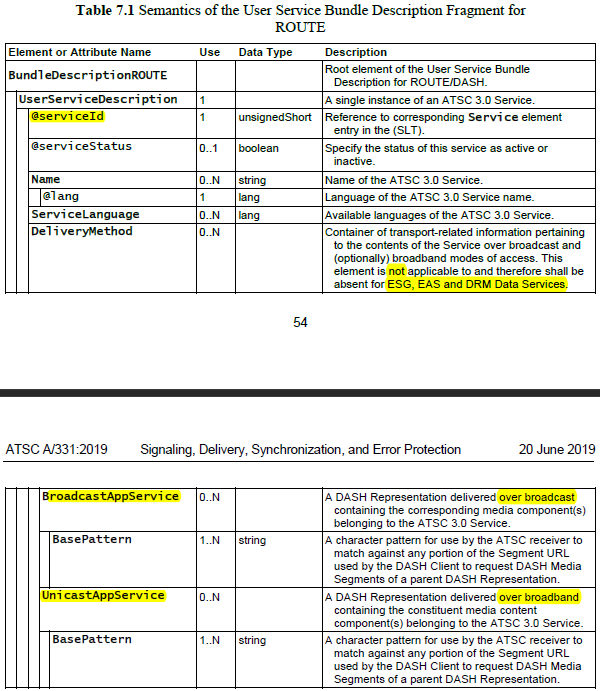 Table 7.1 Semantics of the User Service Bundle Description Fragment for
ROUTE
Element or Attribute Name Use Data Type Description
BundleDescriptionROUTE Root element of the User Service Bundle
Description for ROUTE/DASH.
UserServiceDescription 1 A single instance of an ATSC 3.0 Service.
@serviceId 1 unsignedShort Reference to corresponding Service element
entry in the (SLT).
@serviceStatus 0..1 boolean Specify the status of this service as active or
inactive.
Name 0..N string Name of the ATSC 3.0 Service.
@lang 1 lang Language of the ATSC 3.0 Service name.
ServiceLanguage 0..N lang Available languages of the ATSC 3.0 Service.
DeliveryMethod 0..N Container of transport-related information pertaining
to the contents of the Service over broadcast and
(optionally) broadband modes of access. This
element is not applicable to and therefore shall be
absent for ESG, EAS and DRM Data Services.
54
ATSC A/331:2019 Signaling, Delivery, Synchronization, and Error Protection 20 June 2019
BroadcastAppService 0..N A DASH Representation delivered over broadcast
containing the corresponding media component(s)
belonging to the ATSC 3.0 Service.
BasePattern 1..N string A character pattern for use by the ATSC receiver to
match against any portion of the Segment URL
used by the DASH Client to request DASH Media
Segments of a parent DASH Representation.
UnicastAppService 0..N A DASH Representation delivered over broadband
containing the constituent media content
component(s) belonging to the ATSC 3.0 Service.
BasePattern 1..N string A character pattern for use by the ATSC receiver to
match against any portion of the Segment URL
used by the DASH Client to request DASH Media
Segments of a parent DASH Representation.